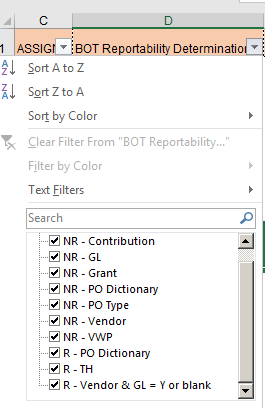 C D
1 ASSIGN BOT Reportability Determination
Sort A to Z
Sort Z to A
Sort by Color
Clear Filter From "BOT Reportability..."
Filter by Color
Text Filters
Search
NR - Contribution
NR - GL
NR - Grant
NR - PO Dictionary
NR - PO Type
NR - Vendor
NR - VWP
R - PO Dictionary
R - TH
R - Vendor & GL = Y or blank